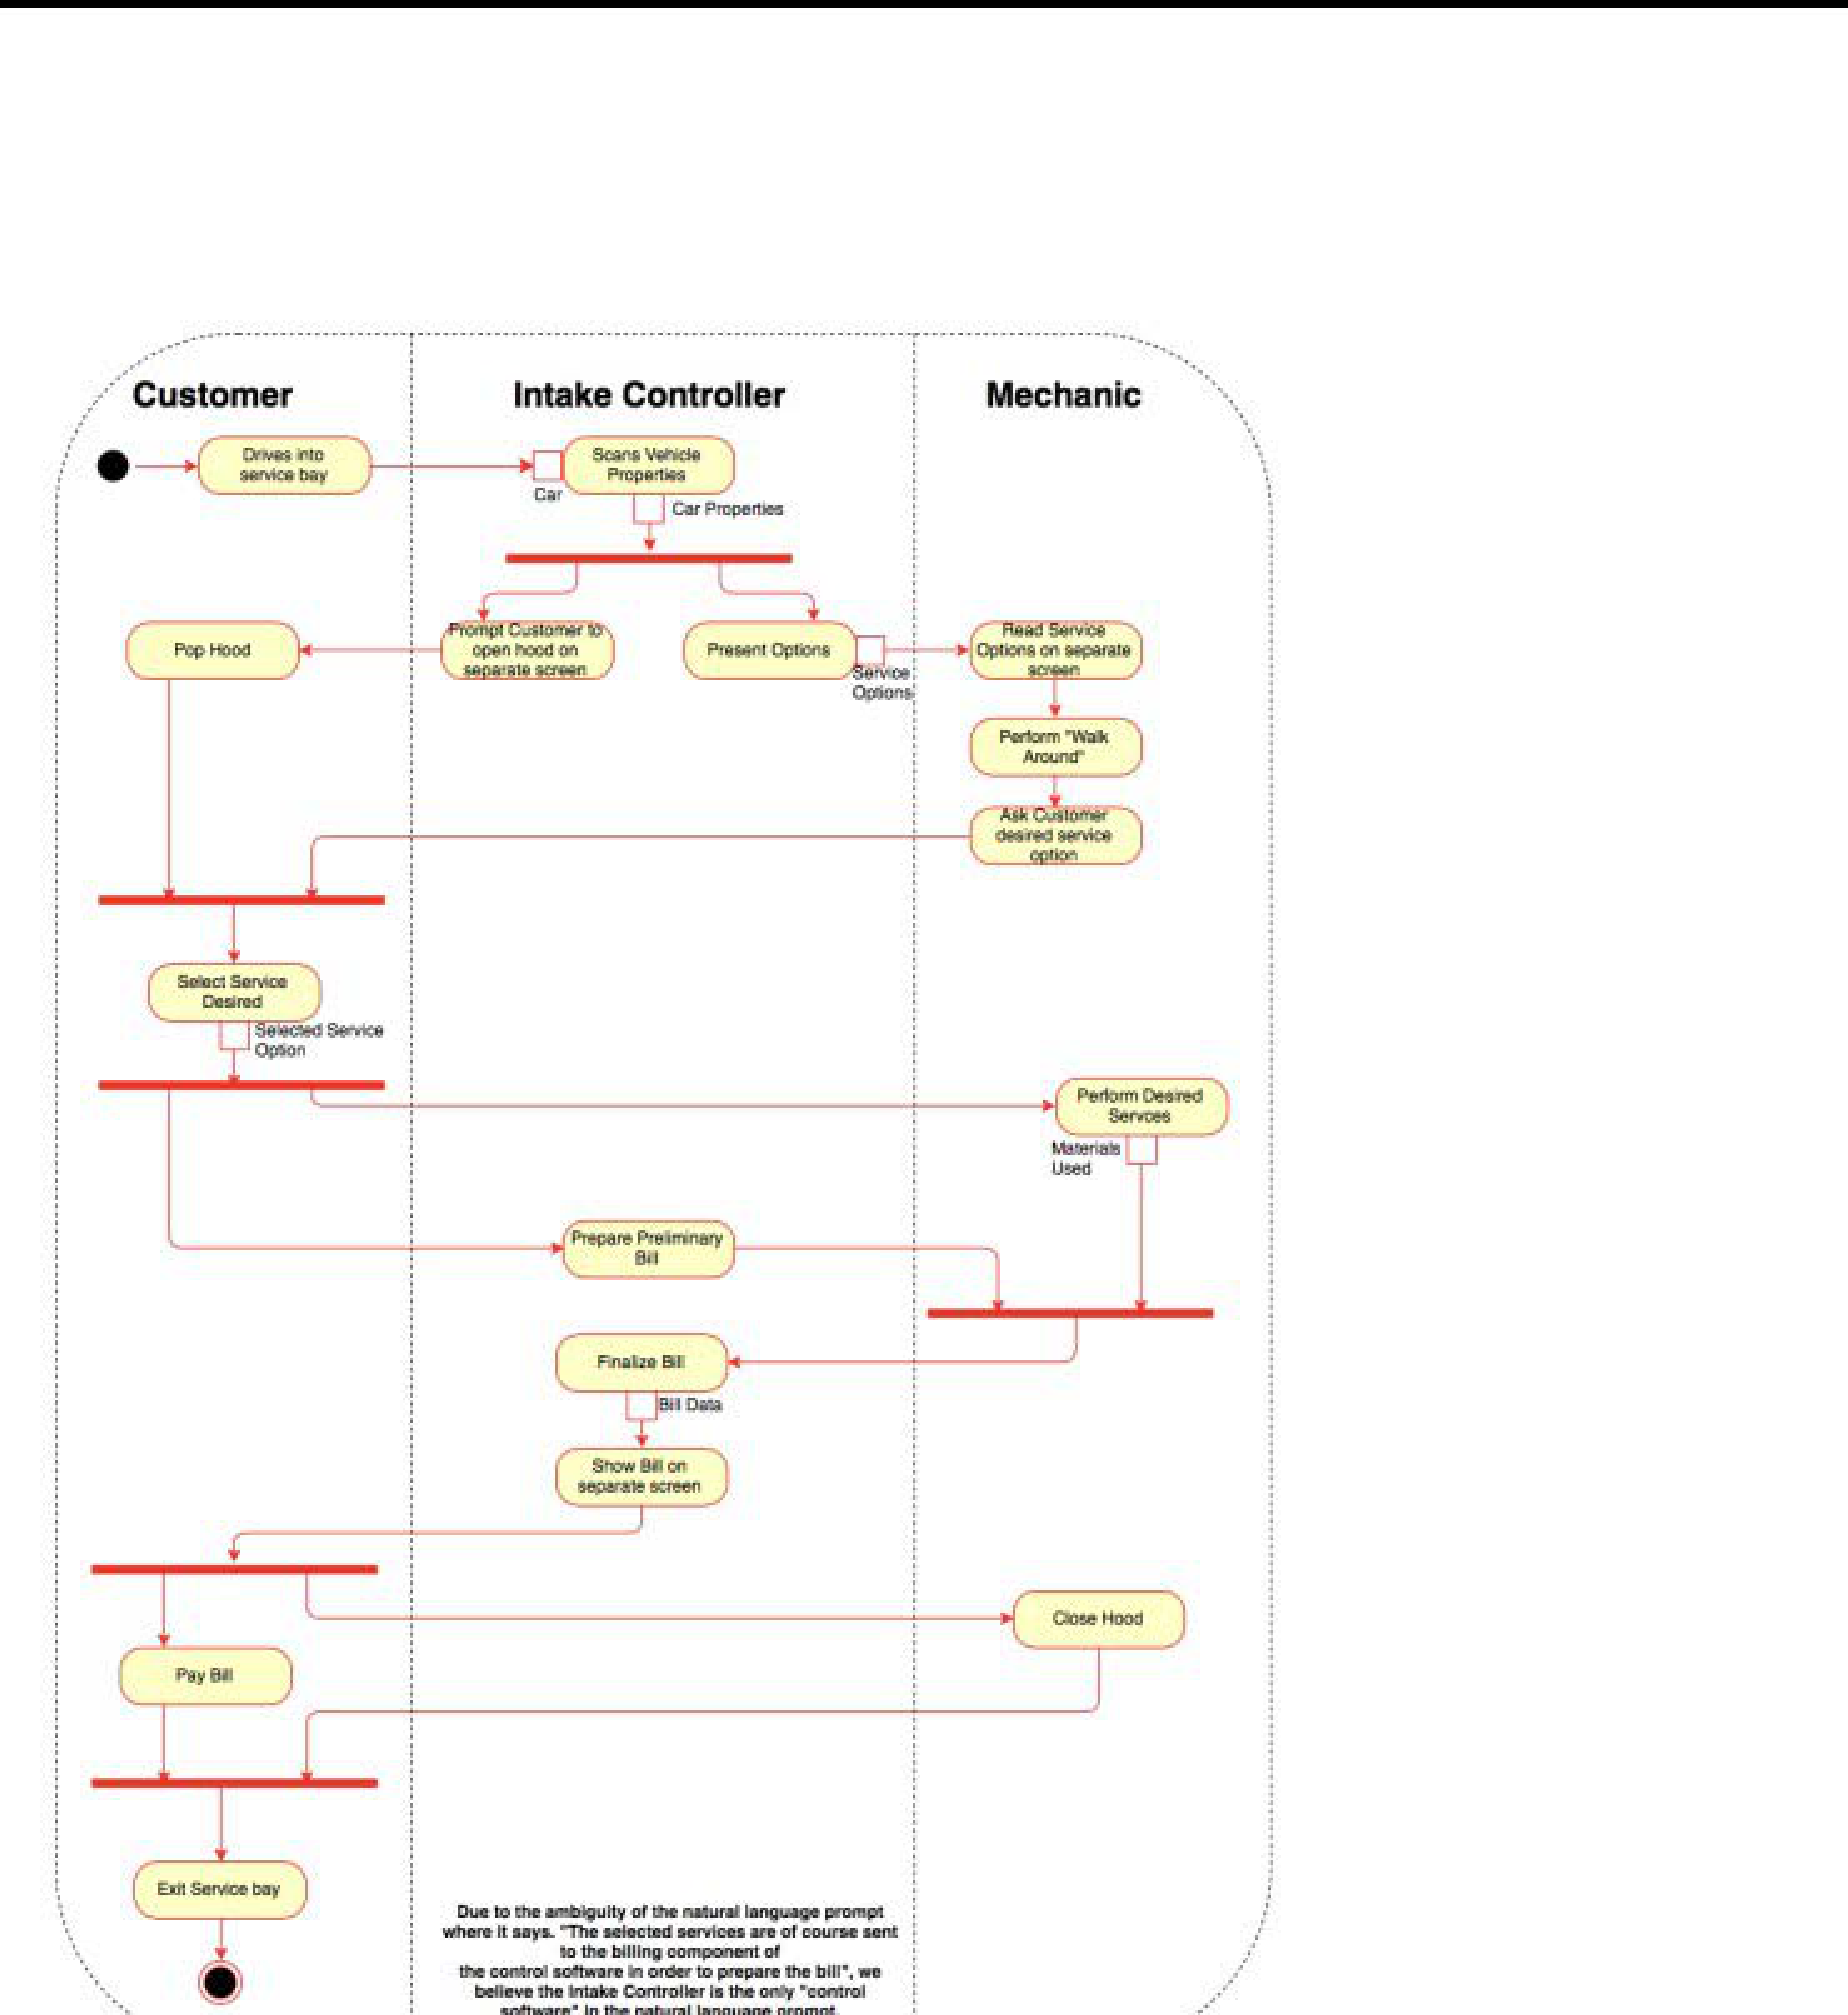 Customer
Intake Controller
Mechanic
Drives into
service bay
Car
Scans Vehicle
Properties
Car Properties
Pop Hood
Prompt Customer to
open hood on
separate screen
Present Options
Service
Options
Read Service
Options on separate
screen
Perform "Walk
Around"
Ask Customer
desired service
option
Select Service
Desired
Selected Service
Option
Perform Desired
Servoes
Materials
Used
Prepare Preliminary
Bill
Finalize Bill
Bill Data
Show Bill on
separate screen
Close Hood
Pay Bill
Exit Service bay
Due to the ambiguity of the natural language prompt
where it says. "The selected services are of course sent
to the billing component of
the control software in order to prepare the bill", we
believe the Intake Controller is the only "control
software" in the natural language prompt.